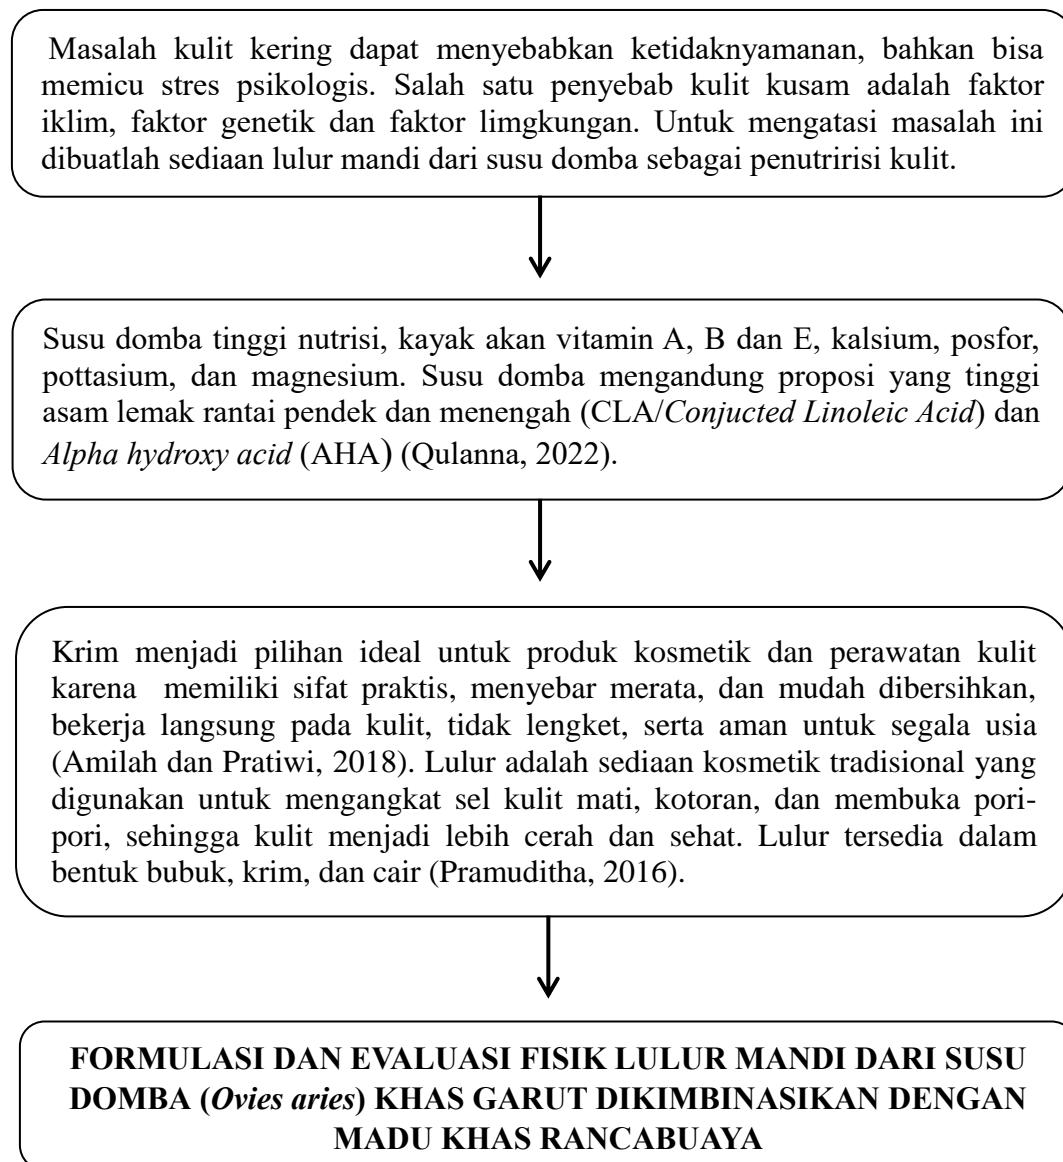 Masalah kulit kering dapat menyebabkan ketidaknyamanan, bahkan bisa
memicu stres psikologis. Salah satu penyebab kulit kusam adalah faktor
iklim, faktor genetik dan faktor limgkungan. Untuk mengatasi masalah ini
dibuatlah sediaan lulur mandi dari susu domba sebagai penutririsi kulit.
Susu domba tinggi nutrisi, kayak akan vitamin A, B dan E, kalsium, posfor,
pottasium, dan magnesium. Susu domba mengandung proposi yang tinggi
asam lemak rantai pendek dan menengah (CLA/Conjucted Linoleic Acid) dan
Alpha hydroxy acid (AHA) (Qulanna, 2022).
Krim menjadi pilihan ideal untuk produk kosmetik dan perawatan kulit
karena memiliki sifat praktis, menyebar merata, dan mudah dibersihkan,
bekerja langsung pada kulit, tidak lengket, serta aman untuk segala usia
(Amilah dan Pratiwi, 2018). Lulur adalah sediaan kosmetik tradisional yang
digunakan untuk mengangkat sel kulit mati, kotoran, dan membuka pori-
pori, sehingga kulit menjadi lebih cerah dan sehat. Lulur tersedia dalam
bentuk bubuk, krim, dan cair (Pramuditha, 2016).
FORMULASI DAN EVALUASI FISIK LULUR MANDI DARI SUSU
DOMBA (Ovies aries) KHAS GARUT DIKIMBINASIKAN DENGAN
MADU KHAS RANCABUAYA